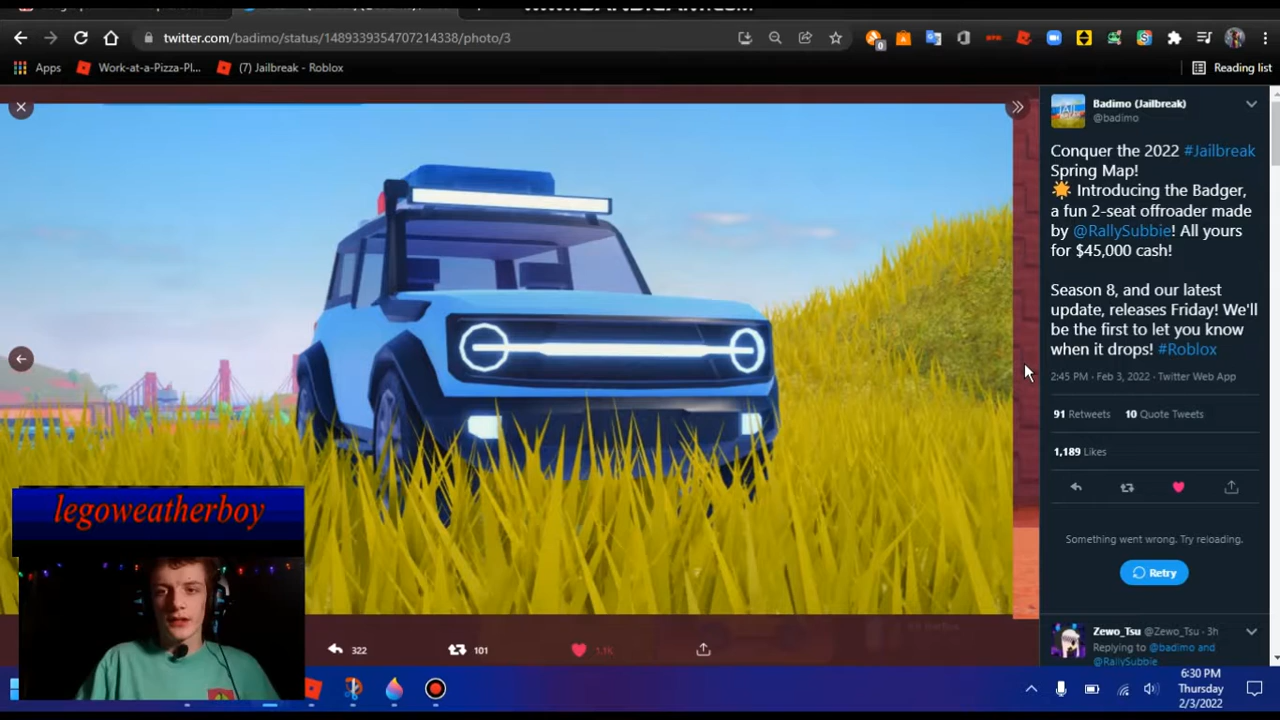 twitter.com/badimo/status/1489339354707214338/photo/3
0
Apps
Work-at-a-Pizza-Pl...
(7) Jailbreak - Roblox
Reading list
Badimo (Jailbreak)
@badimo
Conquer the 2022 #Jailbreak
Spring Map!
🌟 Introducing the Badger,
a fun 2-seat offroader made
by @RallySubbie! All yours
for $45,000 cash!
Season 8, and our latest
update, releases Friday! We'll
be the first to let you know
when it drops! #Roblox
2:45 PM · Feb 3, 2022 · Twitter Web App
91 Retweets 10 Quote Tweets
1,189 Likes
Something went wrong. Try reloading.
Retry
Zewo_Tsu @Zewo_Tsu · 3h
Replying to @badimo and
@RallySubbie
legoweatherboy
322
101
1.1K
6:30 PM
Thursday
2/3/2022